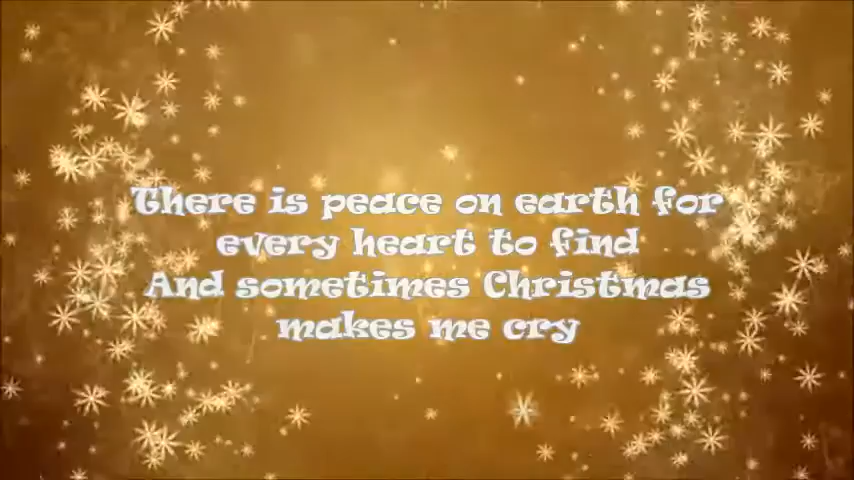 There is peace on earth for
every heart to find
And sometimes Christmas
makes me cry